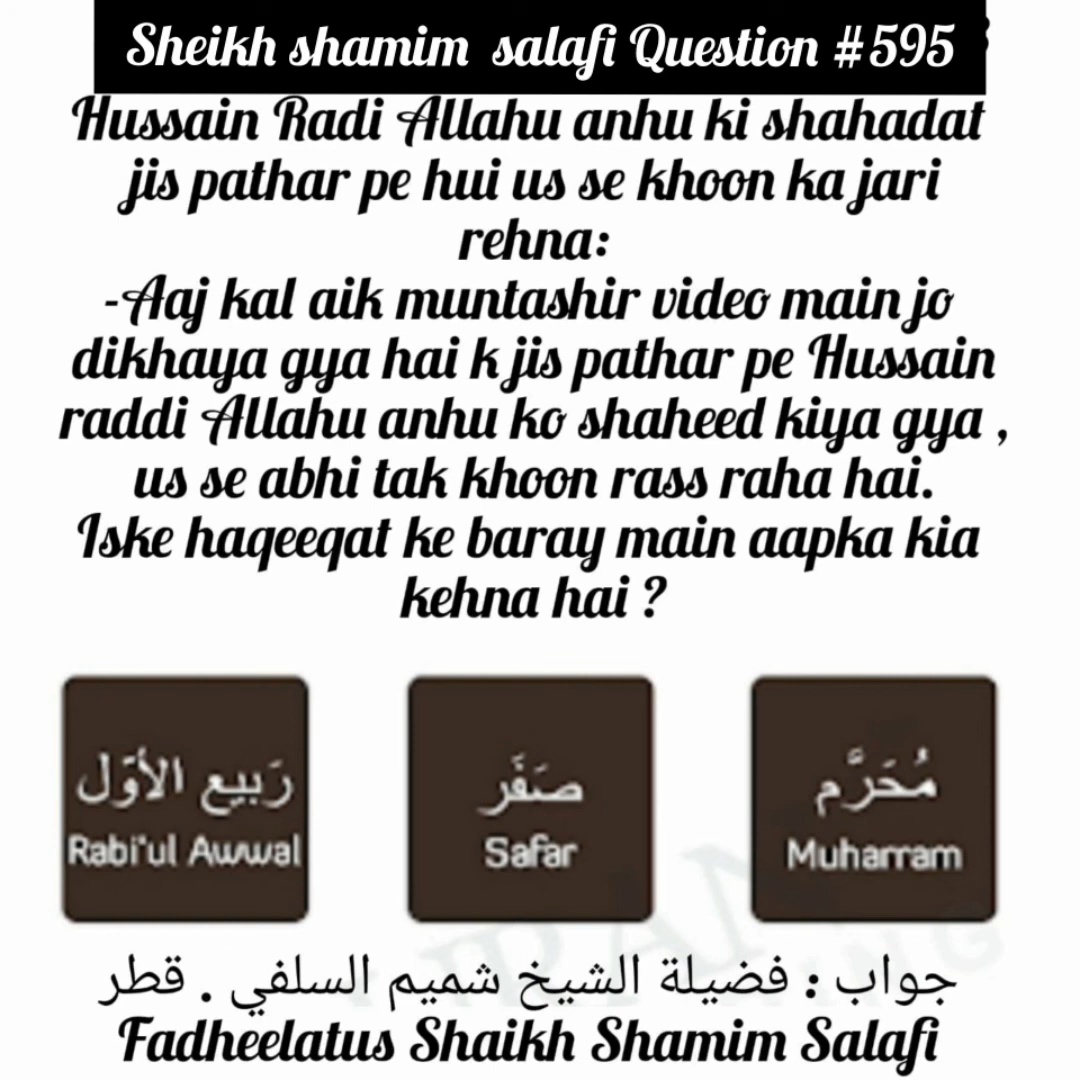 Sheikh shamim salafi Question #595
Hussain Radi Allahu anhu ki shahadat
jis pathar pe hui us se khoon ka jari
rehna:
-Aaj kal aik muntashir video main jo
dikhaya gya hai k jis pathar pe Hussain
raddi Allahu anhu ko shaheed kiya gya ,
us se abhi tak khoon rass raha hai.
Iske haqeeqat ke baray main aapka kia
kehna hai ?
رَبيع الأوّل
Rabi'ul Awwal
صَفَر
Safar
مُحَرَّم
Muharram
جواب : فضيلة الشيخ شميم السلفي . قطر
Fadheelatus Shaikh Shamim Salafi